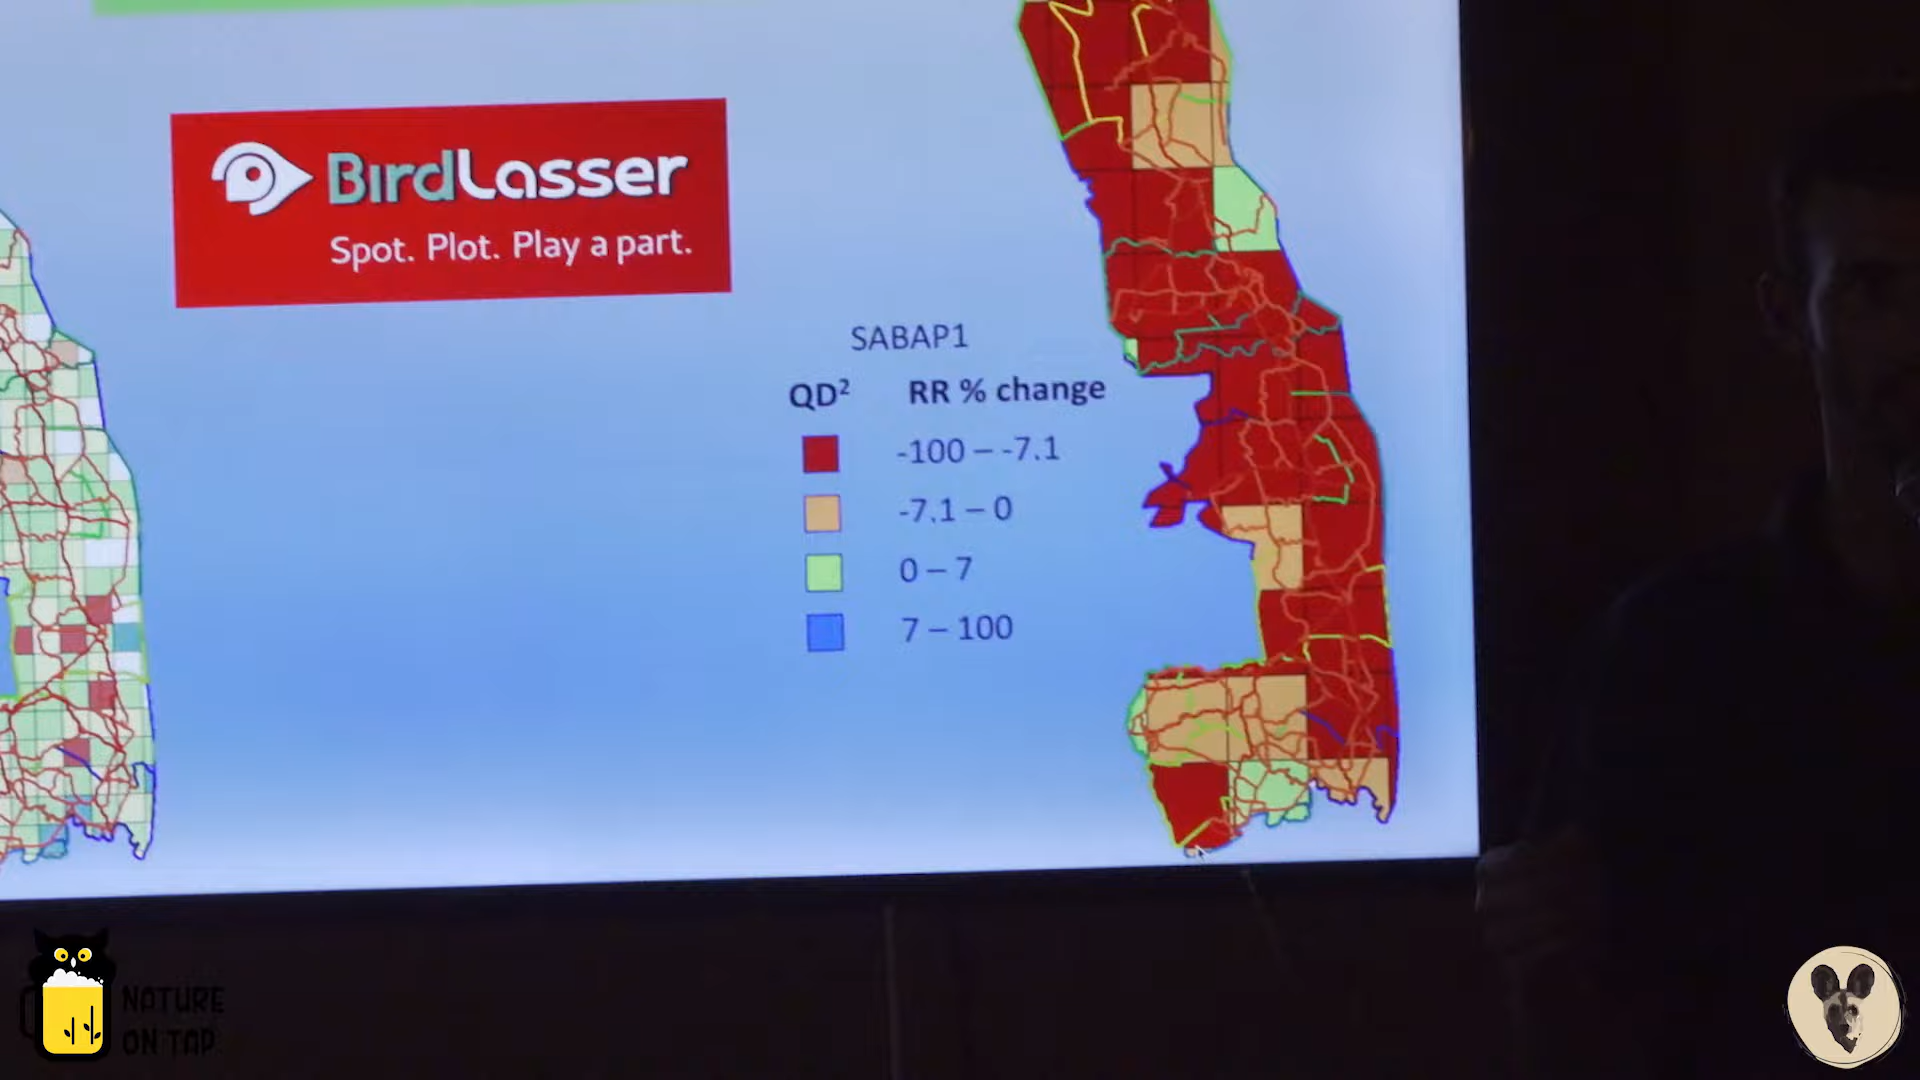 BirdLasser
Spot. Plot. Play a part.
SABAP1
QD² RR % change
-100 – -7.1
-7.1 – 0
0 – 7
7 – 100
NATURE
ON TAP